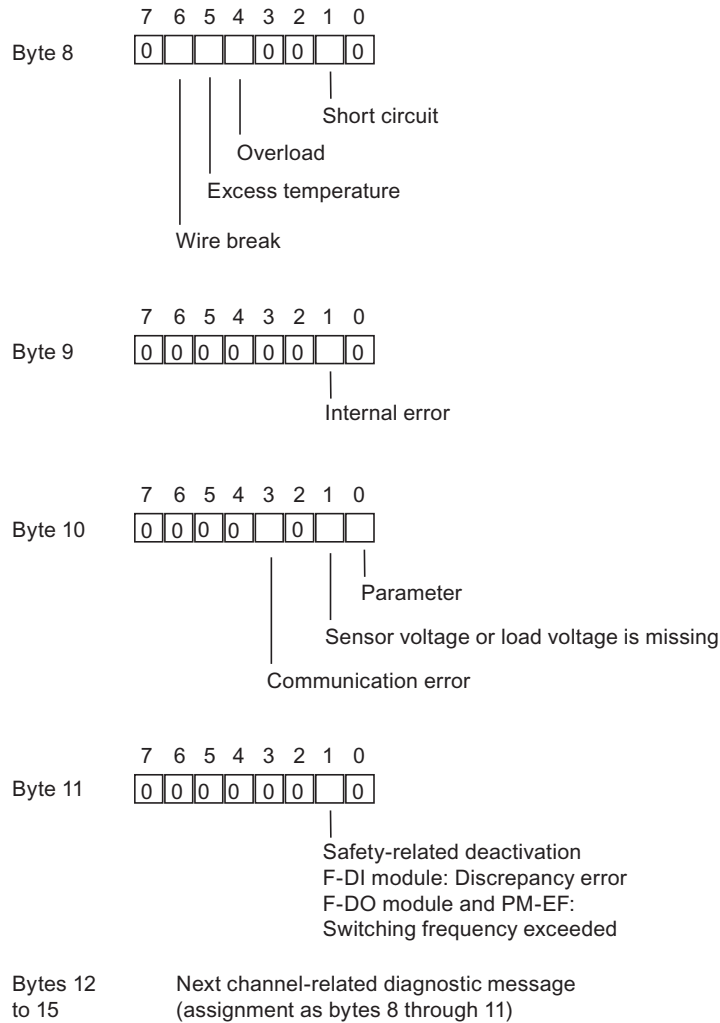 7 6 5 4 3 2 1 0
Byte 8 0 0 0 0
Short circuit
Overload
Excess temperature
Wire break
7 6 5 4 3 2 1 0
Byte 9 0 0 0 0 0 0 0
Internal error
7 6 5 4 3 2 1 0
Byte 10 0 0 0 0 0
Parameter
Sensor voltage or load voltage is missing
Communication error
7 6 5 4 3 2 1 0
Byte 11 0 0 0 0 0 0 0
Safety-related deactivation
F-DI module: Discrepancy error
F-DO module and PM-EF:
Switching frequency exceeded
Bytes 12 Next channel-related diagnostic message
to 15 (assignment as bytes 8 through 11)